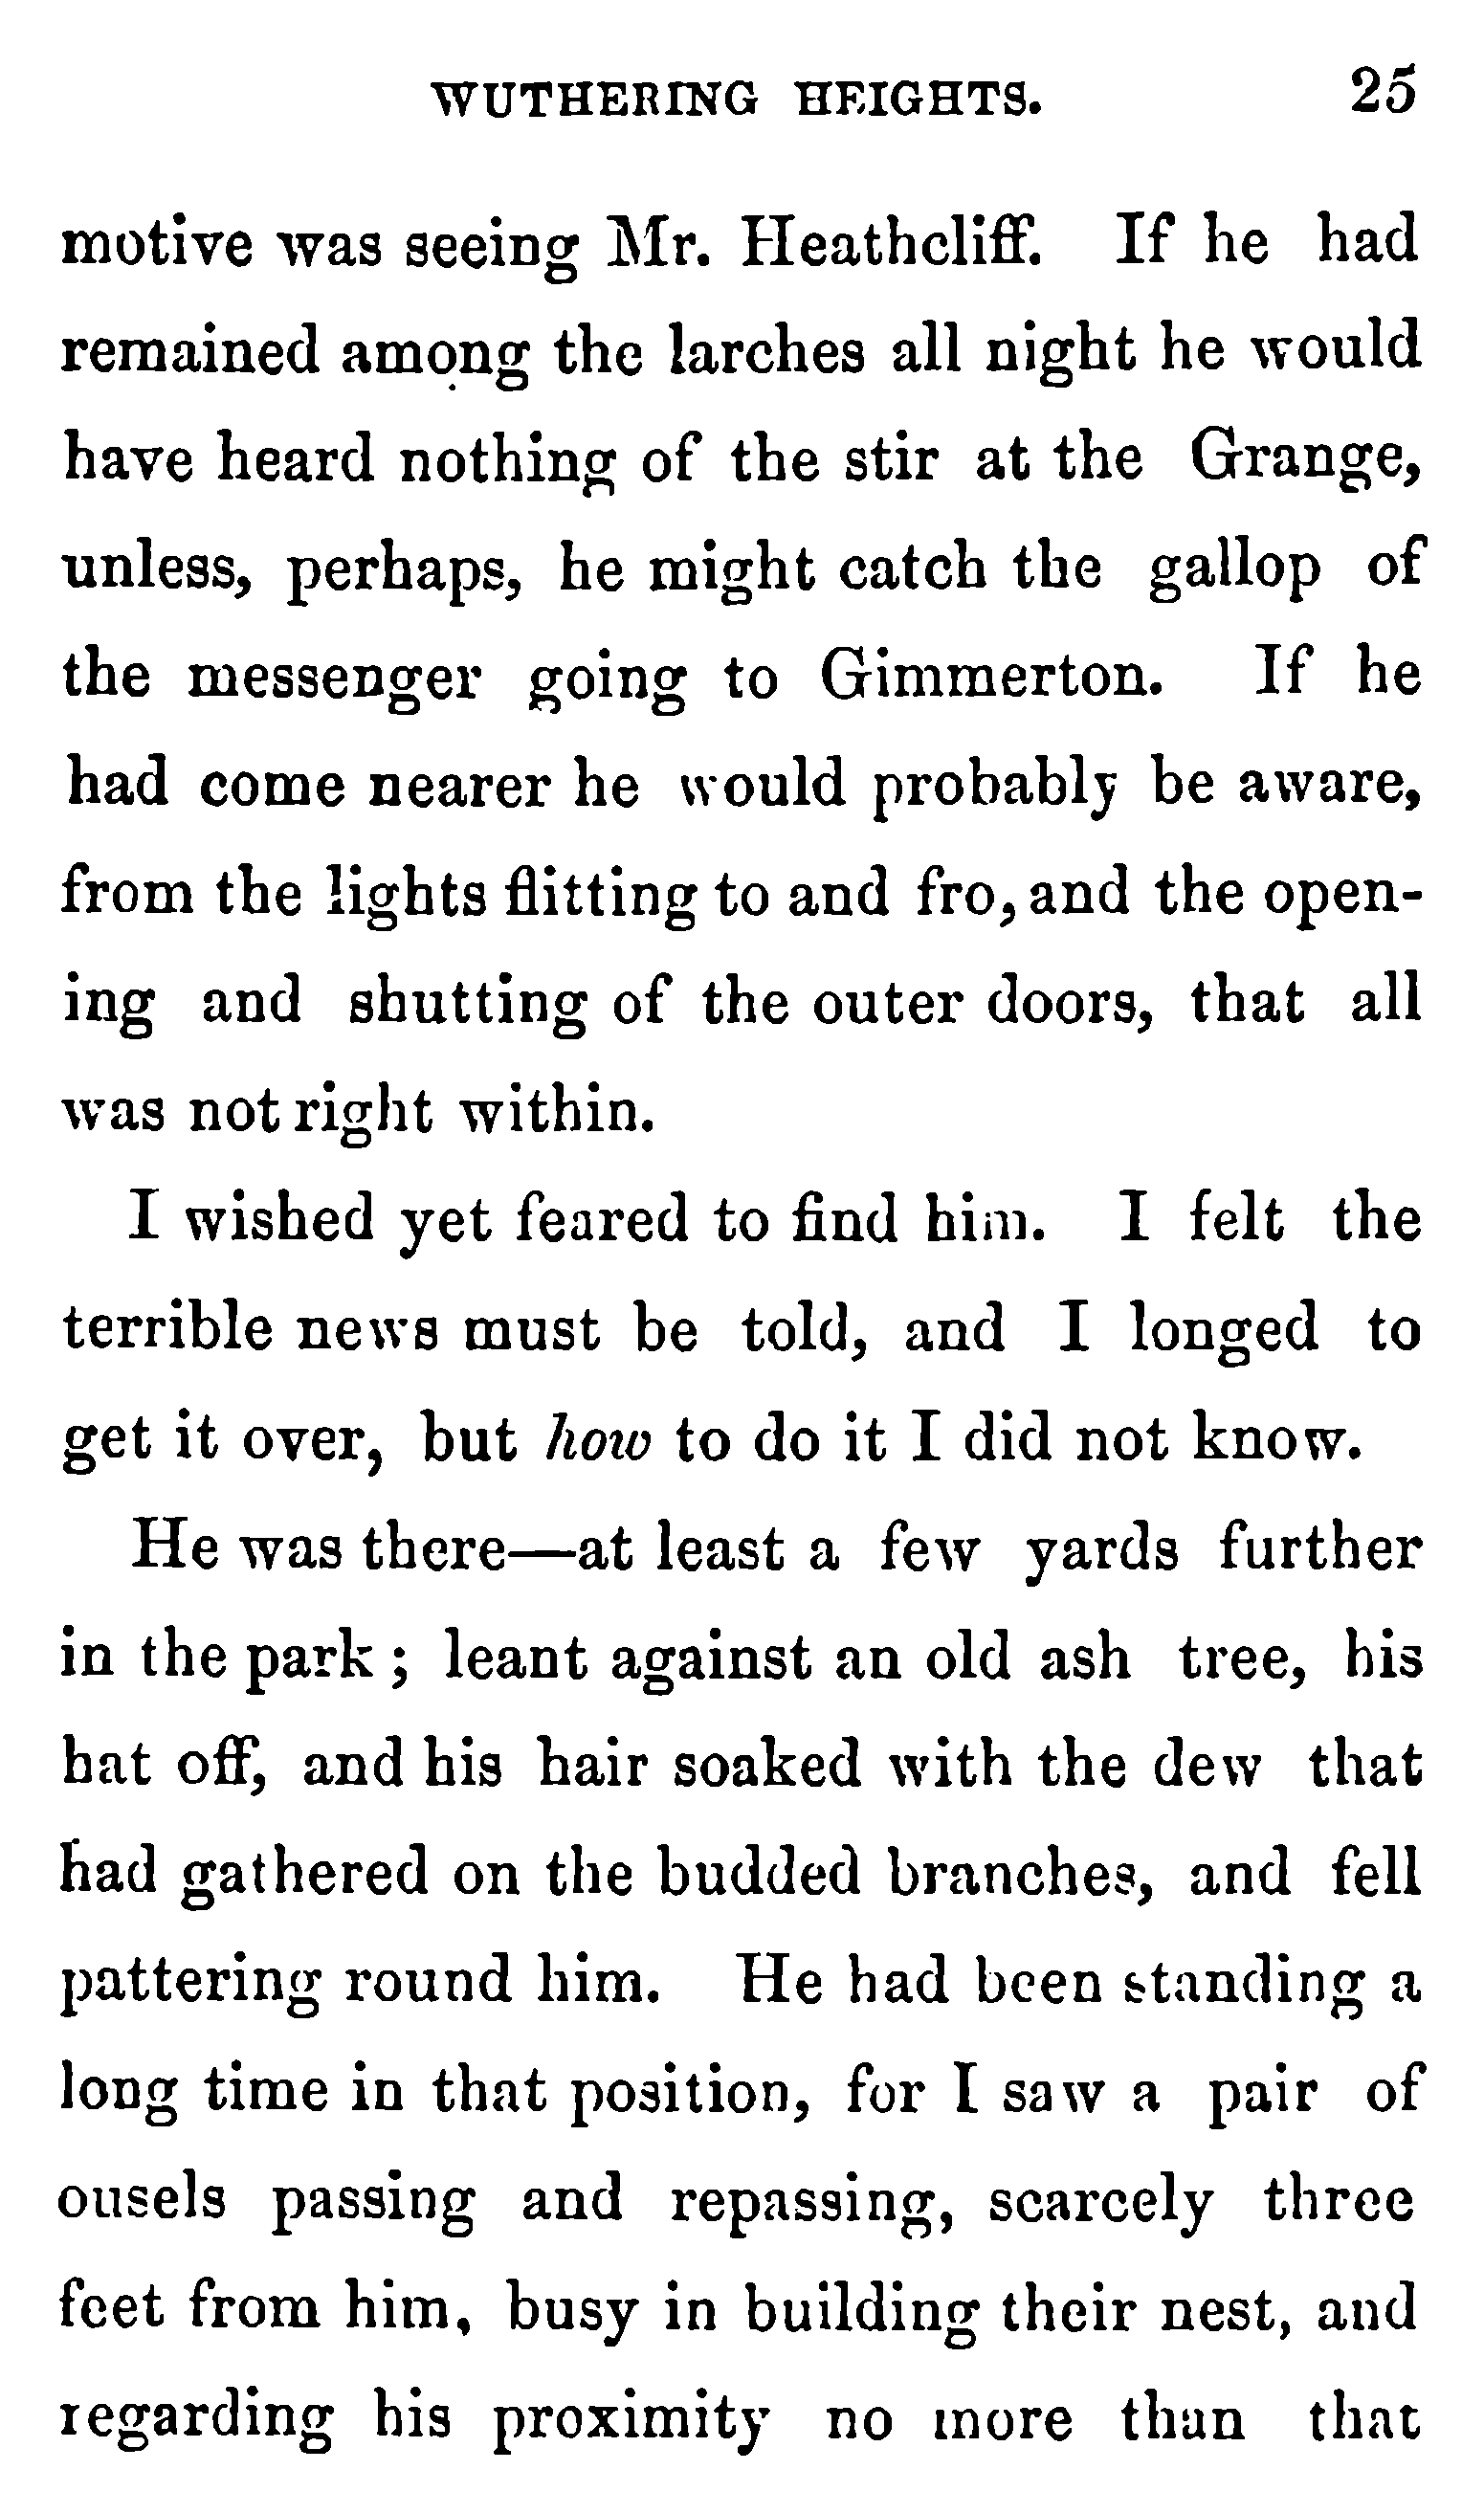 WUTHERING HEIGHTS. 25
motive was seeing Mr. Heathcliff. If he had
remained among the larches all night he would
have heard nothing of the stir at the Grange,
unless, perhaps, he might catch the gallop of
the messenger going to Gimmerton. If he
had come nearer he would probably be aware,
from the lights flitting to and fro, and the open-
ing and shutting of the outer doors, that all
was not right within.
I wished yet feared to find him. I felt the
terrible news must be told, and I longed to
get it over, but how to do it I did not know.
He was there—at least a few yards further
in the park; leant against an old ash tree, his
hat off, and his hair soaked with the dew that
had gathered on the budded branches, and fell
pattering round him. He had been standing a
long time in that position, for I saw a pair of
ousels passing and repassing, scarcely three
feet from him, busy in building their nest, and
regarding his proximity no more than that